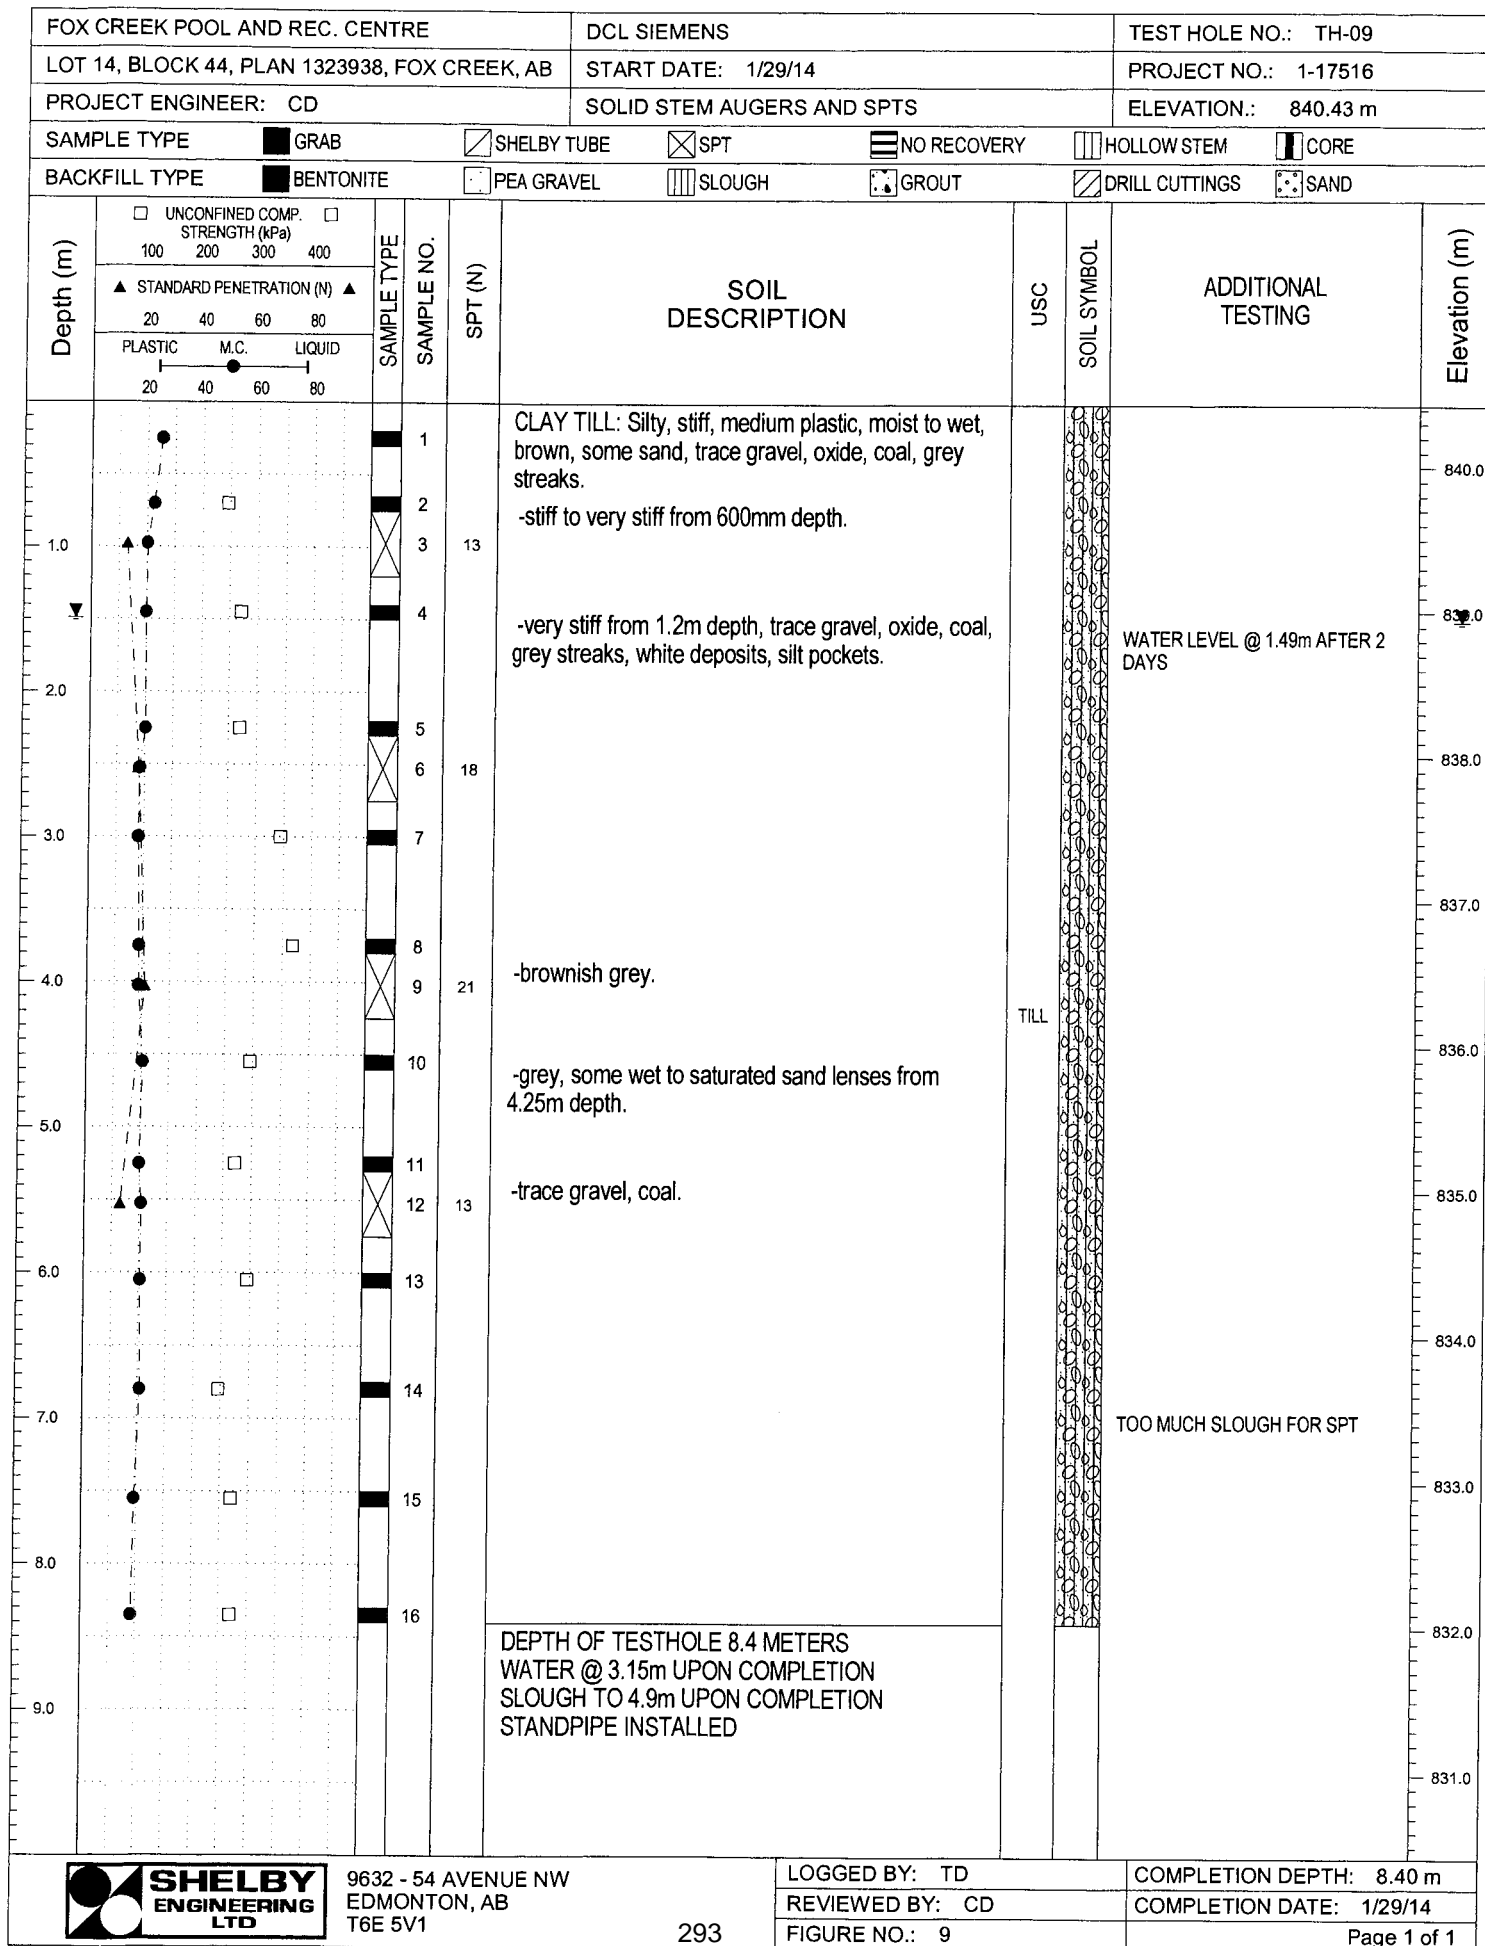 FOX CREEK POOL AND REC. CENTRE DCL SIEMENS TEST HOLE NO.: TH-09
LOT 14, BLOCK 44, PLAN 1323938, FOX CREEK, AB START DATE: 1/29/14 PROJECT NO.: 1-17516
PROJECT ENGINEER: CD SOLID STEM AUGERS AND SPTS ELEVATION.: 840.43 m
SAMPLE TYPE GRAB SHELBY TUBE SPT NO RECOVERY HOLLOW STEM CORE
BACKFILL TYPE BENTONITE PEA GRAVEL SLOUGH GROUT DRILL CUTTINGS SAND
Depth (m)
UNCONFINED COMP.
STRENGTH (kPa)
100 200 300 400
STANDARD PENETRATION (N)
20 40 60 80
PLASTIC M.C. LIQUID
20 40 60 80
SAMPLE TYPE
SAMPLE NO.
SPT (N)
SOIL
DESCRIPTION
USC
SOIL SYMBOL
ADDITIONAL
TESTING
Elevation (m)
CLAY TILL: Silty, stiff, medium plastic, moist to wet,
brown, some sand, trace gravel, oxide, coal, grey
streaks.
1
840.0
2
-stiff to very stiff from 600mm depth.
1.0 3 13
4
839.0
-very stiff from 1.2m depth, trace gravel, oxide, coal,
grey streaks, white deposits, silt pockets.
WATER LEVEL @ 1.49m AFTER 2
DAYS
2.0
5
6 18 838.0
3.0 7
837.0
8
-brownish grey.
4.0 9 21
TILL
10 836.0
-grey, some wet to saturated sand lenses from
4.25m depth.
5.0
11
-trace gravel, coal.
12 13 835.0
6.0 13
834.0
14
7.0 TOO MUCH SLOUGH FOR SPT
15 833.0
8.0
16
832.0
DEPTH OF TESTHOLE 8.4 METERS
WATER @ 3.15m UPON COMPLETION
SLOUGH TO 4.9m UPON COMPLETION
STANDPIPE INSTALLED
9.0
831.0
SHELBY
ENGINEERING
LTD
9632 - 54 AVENUE NW
EDMONTON, AB
T6E 5V1
293
LOGGED BY: TD COMPLETION DEPTH: 8.40 m
REVIEWED BY: CD COMPLETION DATE: 1/29/14
FIGURE NO.: 9 Page 1 of 1